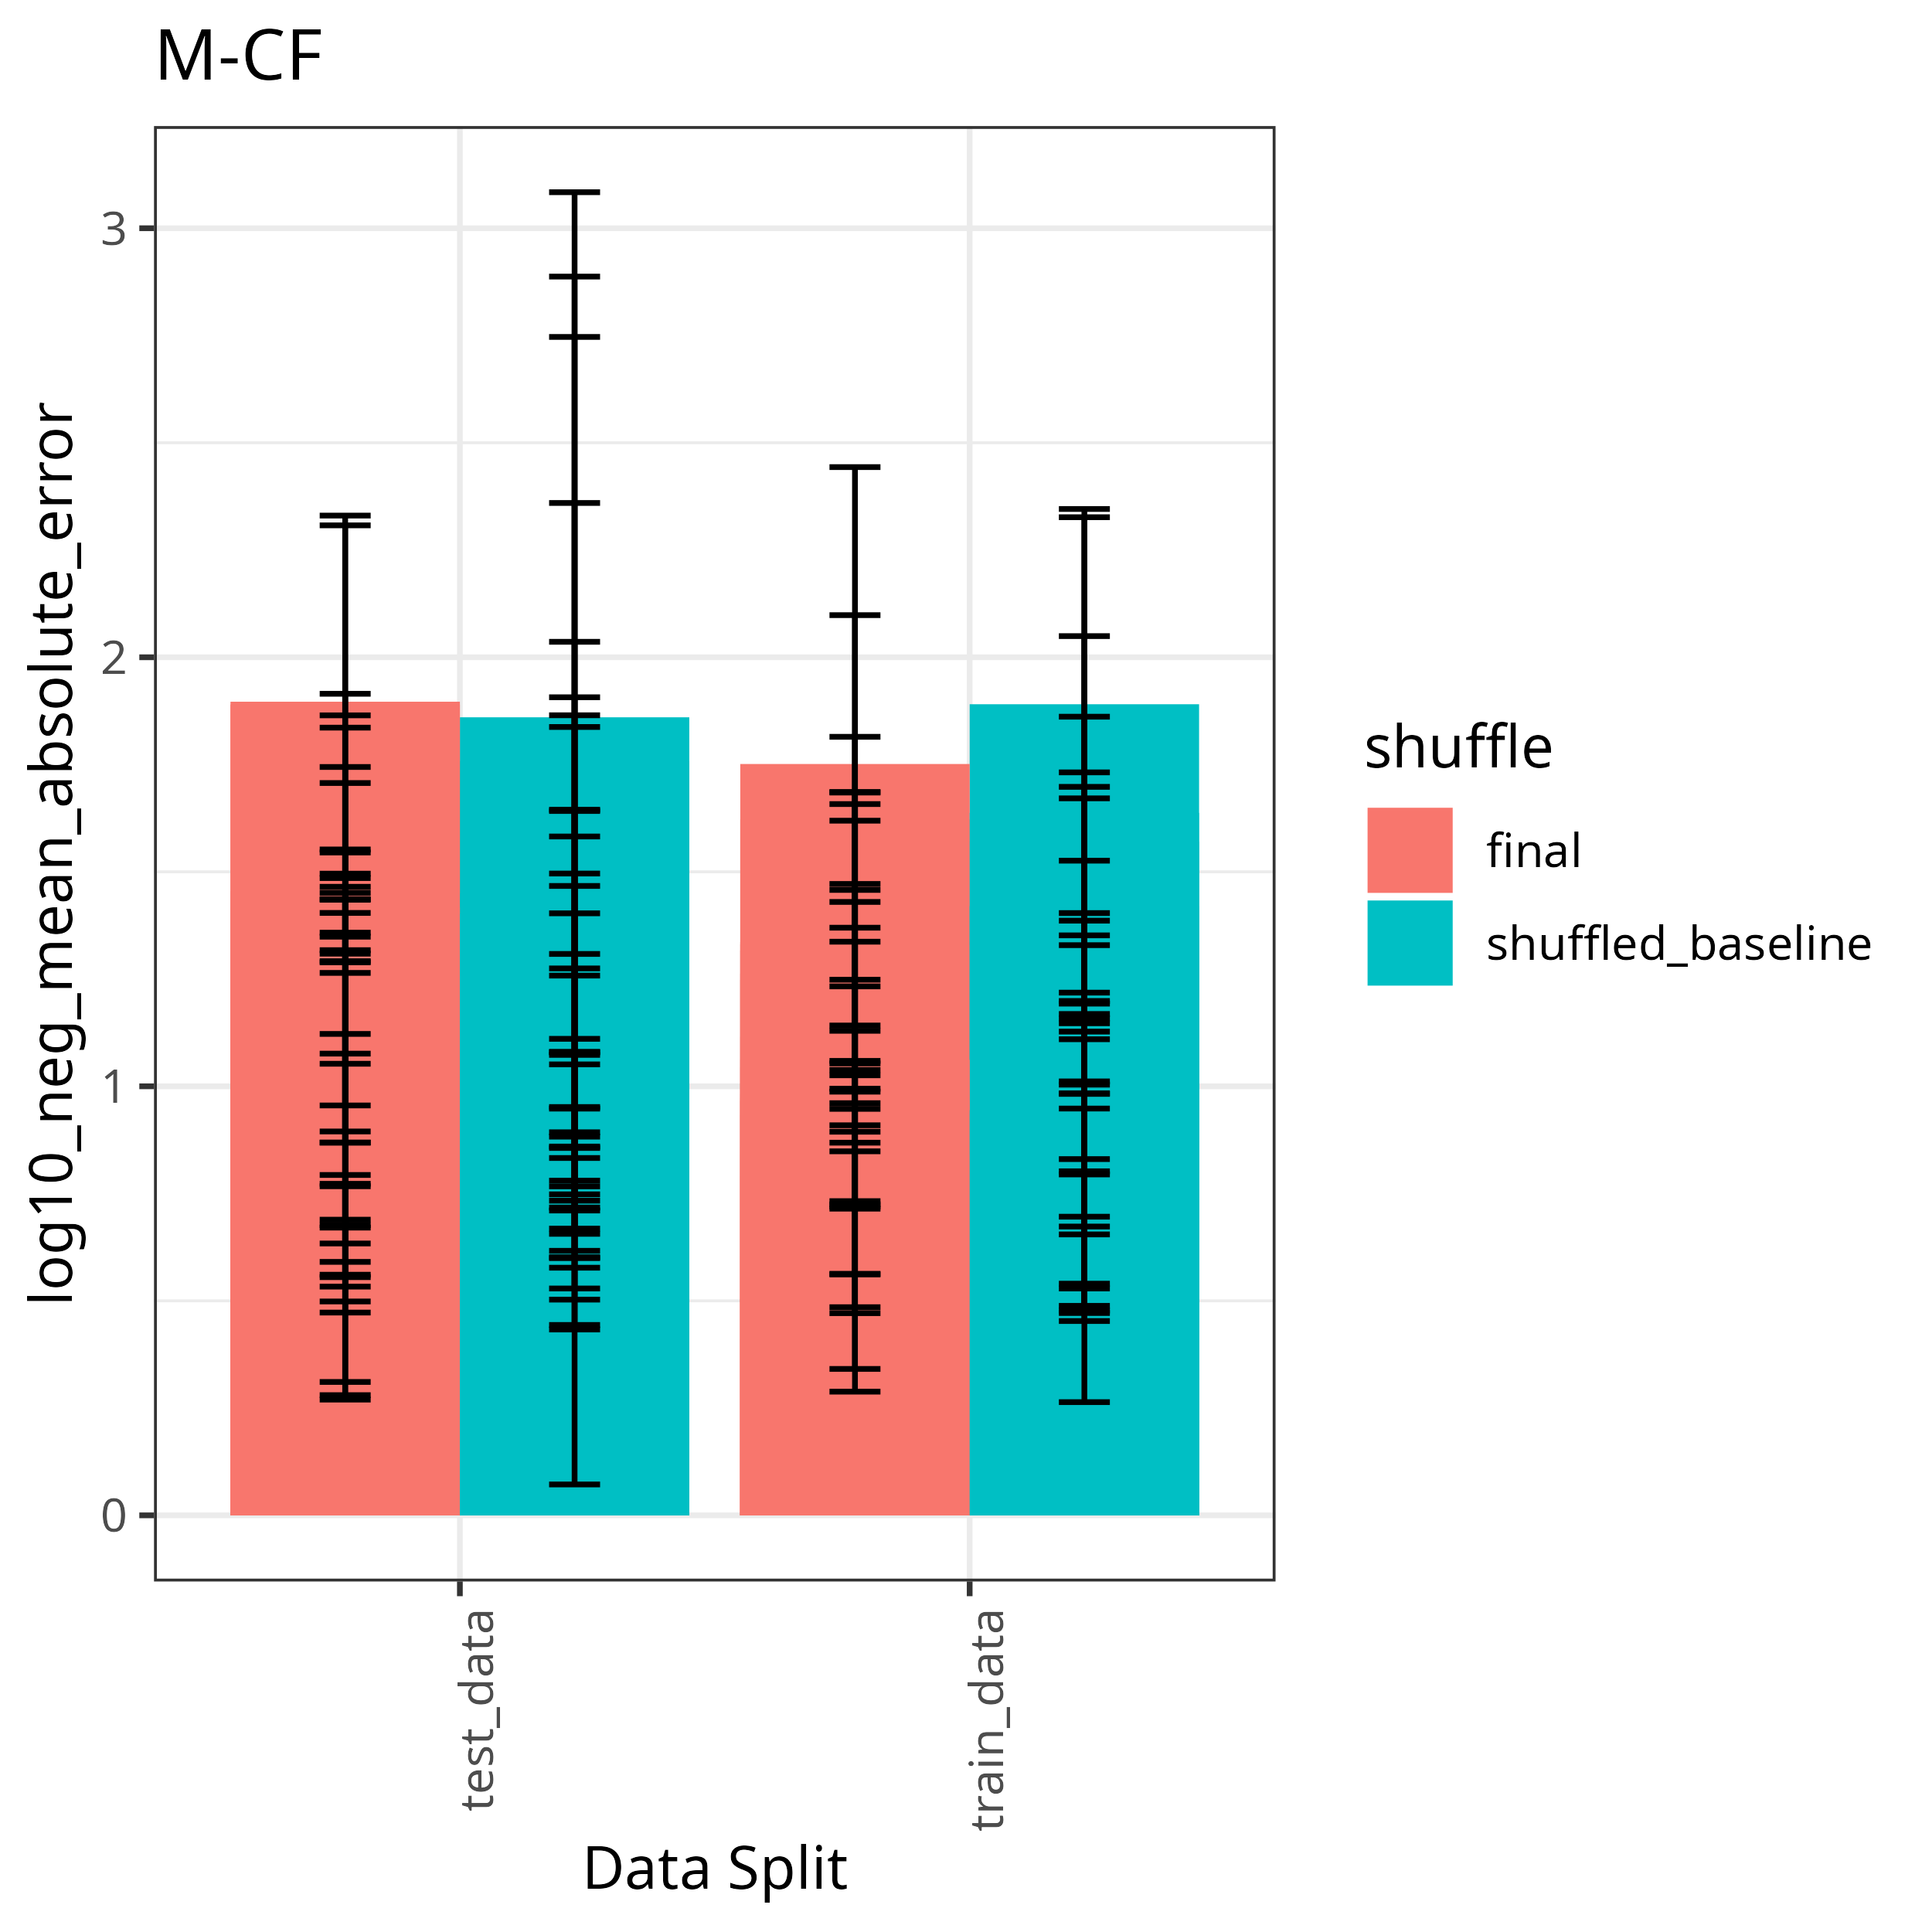 M-CF
log10_neg_mean_absolute_error
3
2
1
0
test_data
train_data
Data Split
shuffle
final
shuffled_baseline